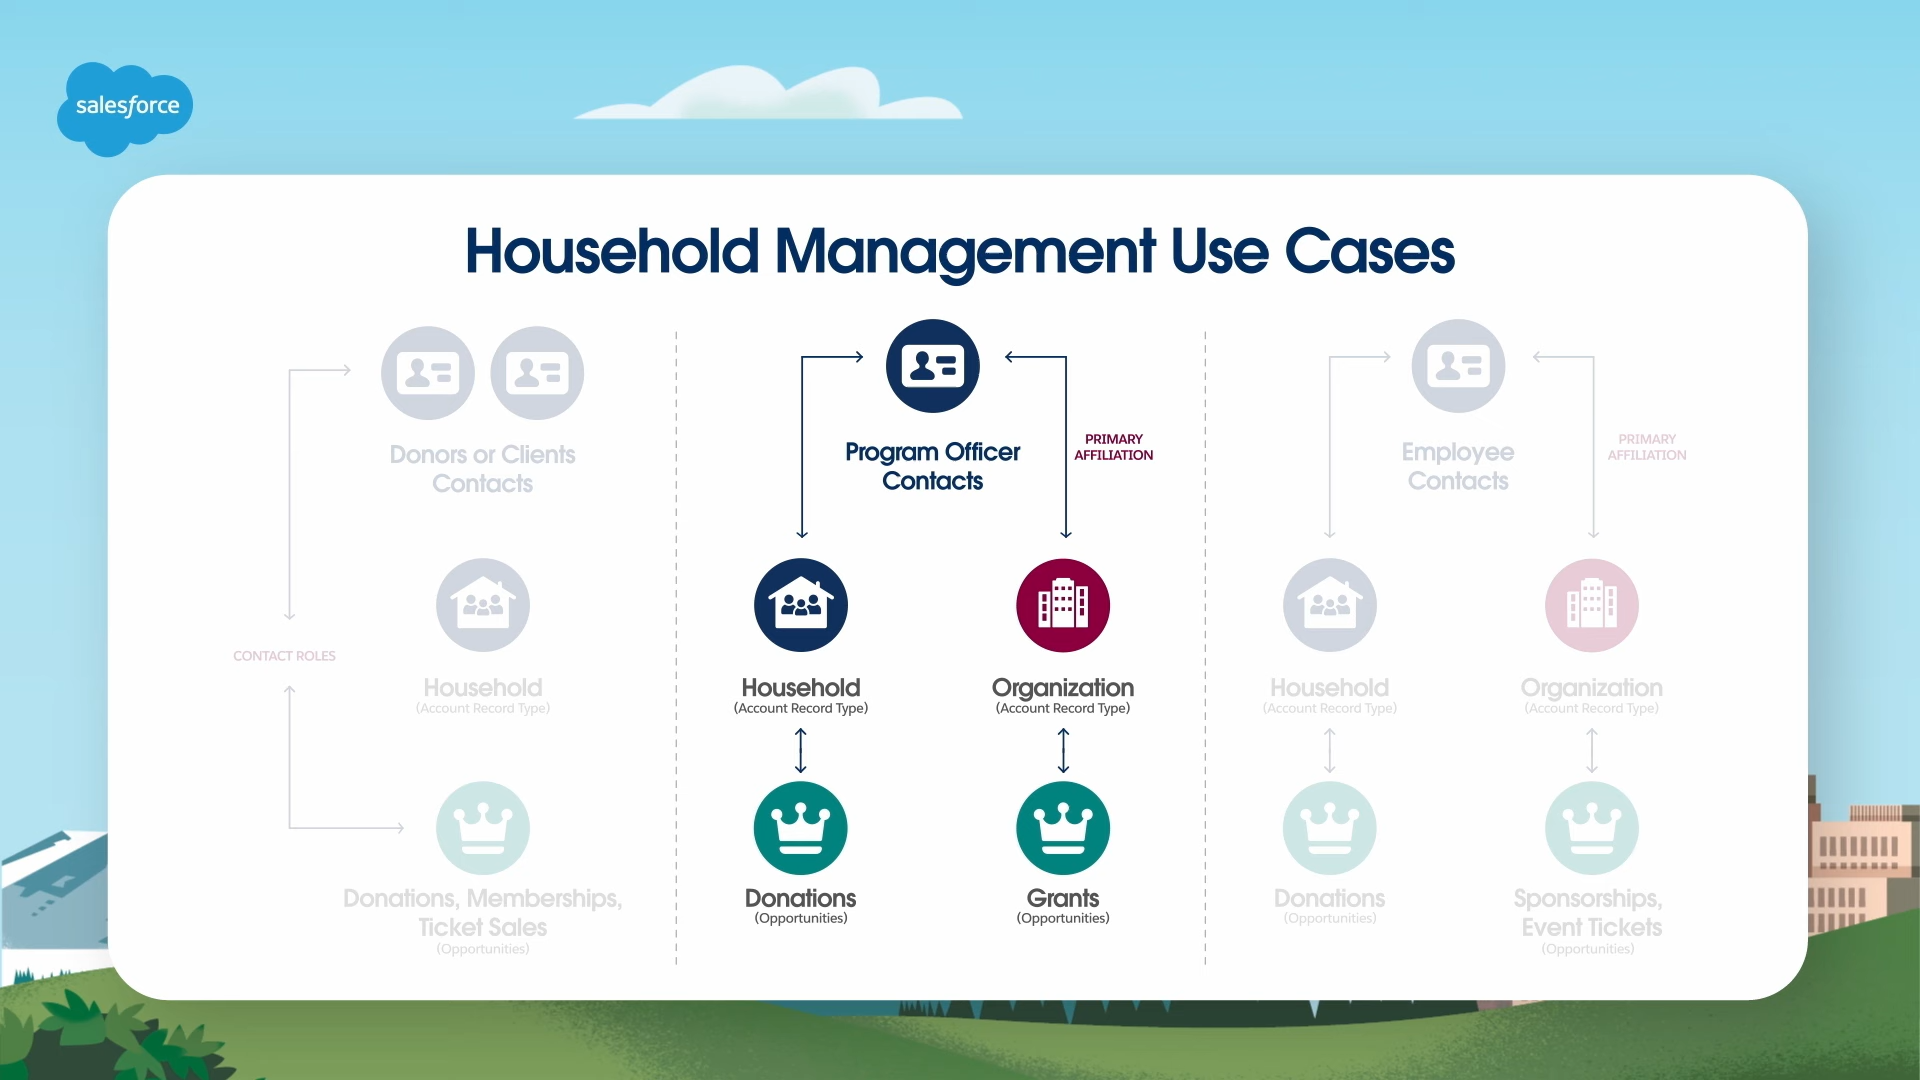 salesforce
Household Management Use Cases
Donors or Clients
Contacts
CONTACT ROLES
Household
(Account Record Type)
Donations, Memberships,
Ticket Sales
(Opportunities)
Program Officer
Contacts
PRIMARY
AFFILIATION
Household
(Account Record Type)
Organization
(Account Record Type)
Donations
(Opportunities)
Grants
(Opportunities)
Employee
Contacts
PRIMARY
AFFILIATION
Household
(Account Record Type)
Organization
(Account Record Type)
Donations
(Opportunities)
Sponsorships,
Event Tickets
(Opportunities)